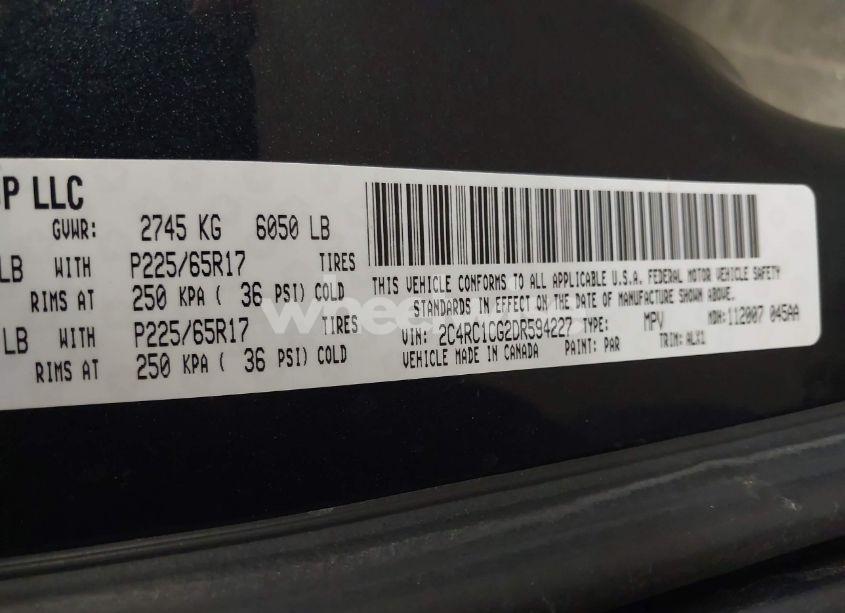 P LLC
GVWR: 2745 KG 6050 LB
LB WITH P225/65R17 TIRES
RIMS AT 250 KPA ( 36 PSI) COLD
LB WITH P225/65R17 TIRES
RIMS AT 250 KPA ( 36 PSI) COLD
THIS VEHICLE CONFORMS TO ALL APPLICABLE U.S.A. FEDERAL MOTOR VEHICLE SAFETY
STANDARDS IN EFFECT ON THE DATE OF MANUFACTURE SHOWN ABOVE.
VIN: 2C4RC1CG2DR594227 TYPE: MPV MDH: 112007 045AA
VEHICLE MADE IN CANADA PAINT: PAR TRIM: ALX1